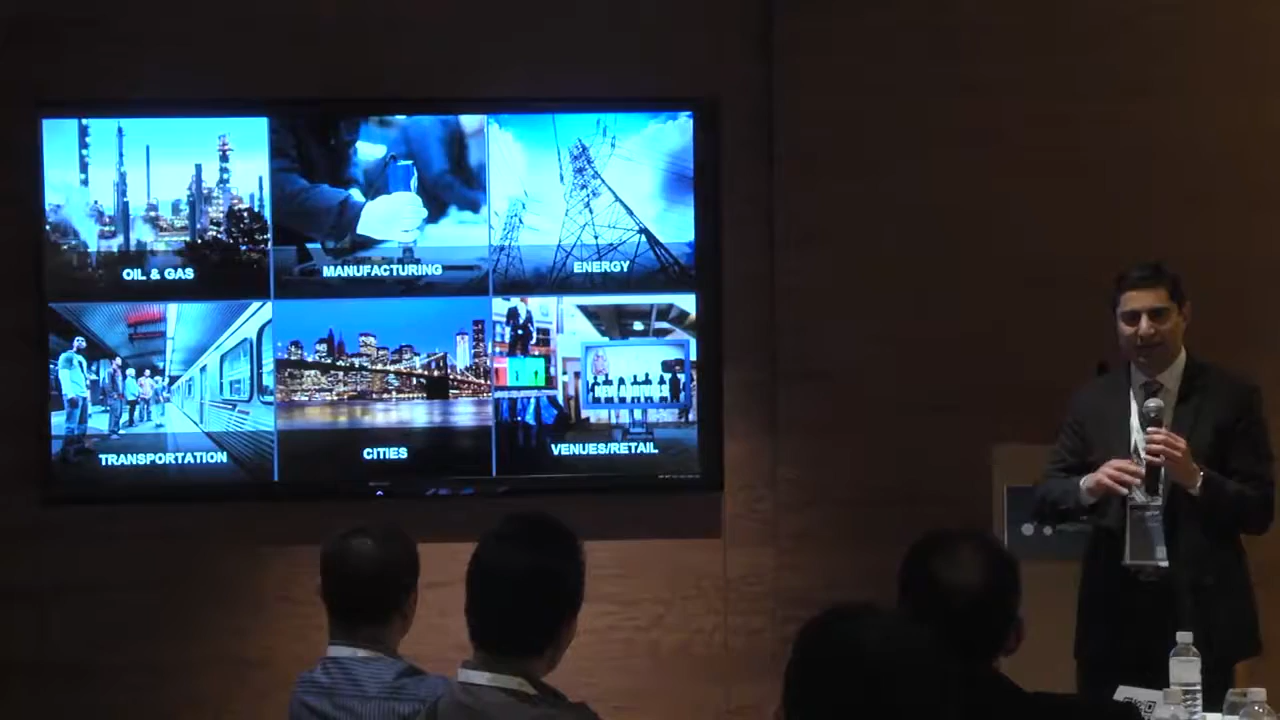 OIL & GAS
MANUFACTURING
ENERGY
TRANSPORTATION
CITIES
VENUES/RETAIL